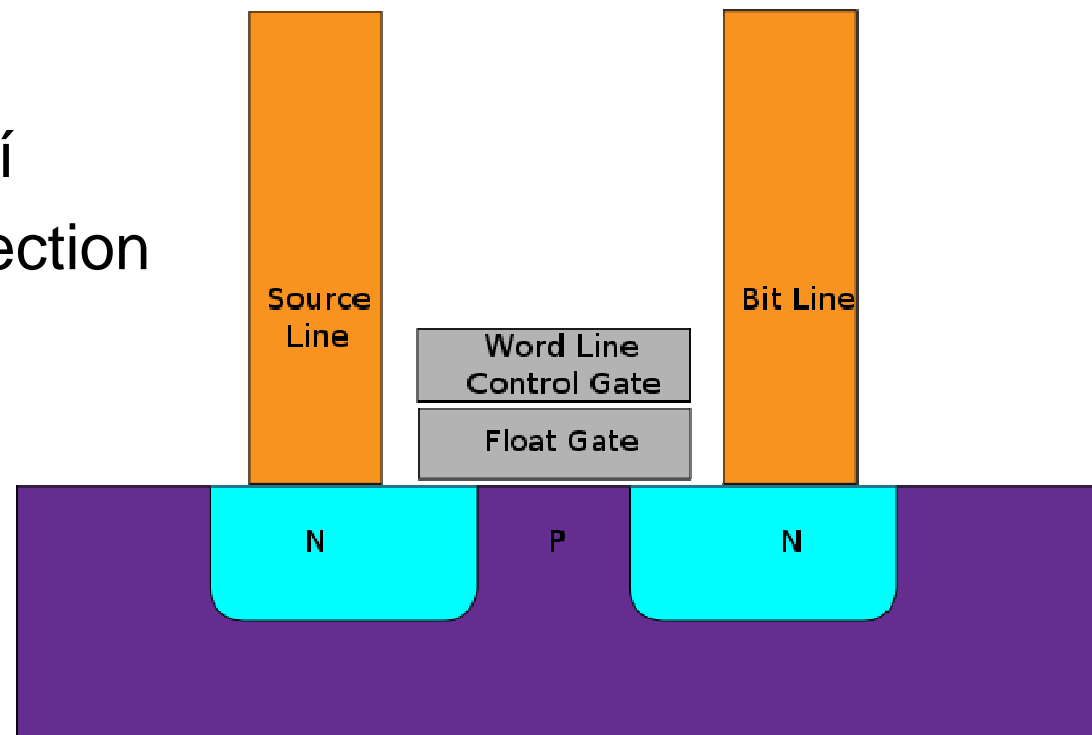 í
ection
Source
Line
Bit Line
Word Line
Control Gate
Float Gate
N
P
N